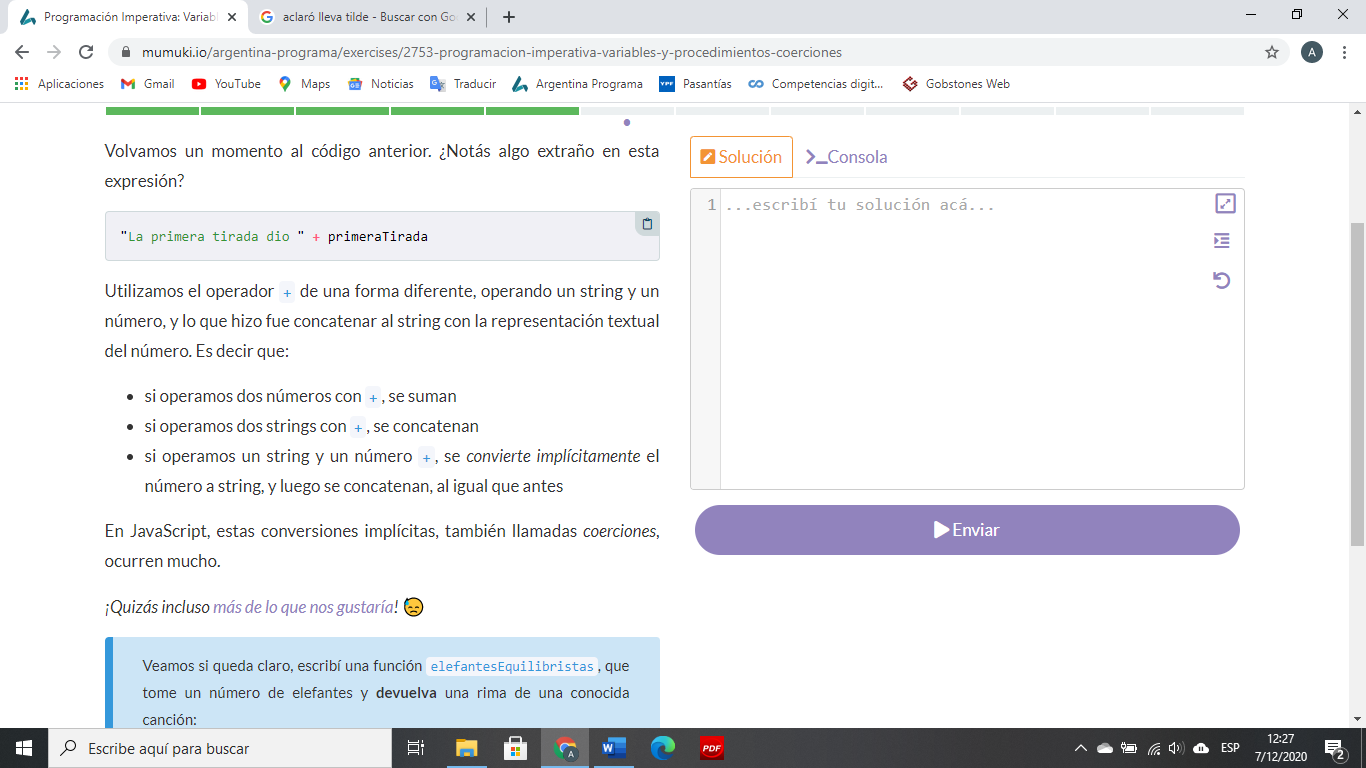 Programación Imperativa: Variabl
aclaró lleva tilde - Buscar con Go
mumuki.io/argentina-programa/exercises/2753-programacion-imperativa-variables-y-procedimientos-coerciones
A
Aplicaciones
Gmail
YouTube
Maps
Noticias
Traducir
Argentina Programa
YPF
Pasantías
Competencias digit...
Gobstones Web
Volvamos un momento al código anterior. ¿Notás algo extraño en esta
expresión?
"La primera tirada dio " + primeraTirada
Utilizamos el operador + de una forma diferente, operando un string y un
número, y lo que hizo fue concatenar al string con la representación textual
del número. Es decir que:
si operamos dos números con +, se suman
si operamos dos strings con +, se concatenan
si operamos un string y un número +, se convierte implícitamente el
número a string, y luego se concatenan, al igual que antes
En JavaScript, estas conversiones implícitas, también llamadas coerciones,
ocurren mucho.
¡Quizás incluso más de lo que nos gustaría! 😓
Veamos si queda claro, escribí una función elefantesEquilibristas, que
tome un número de elefantes y devuelva una rima de una conocida
canción:
Solución
Consola
1
...escribí tu solución acá...
Enviar
Escribe aquí para buscar
A
W
PDF
ESP
12:27
7/12/2020
2